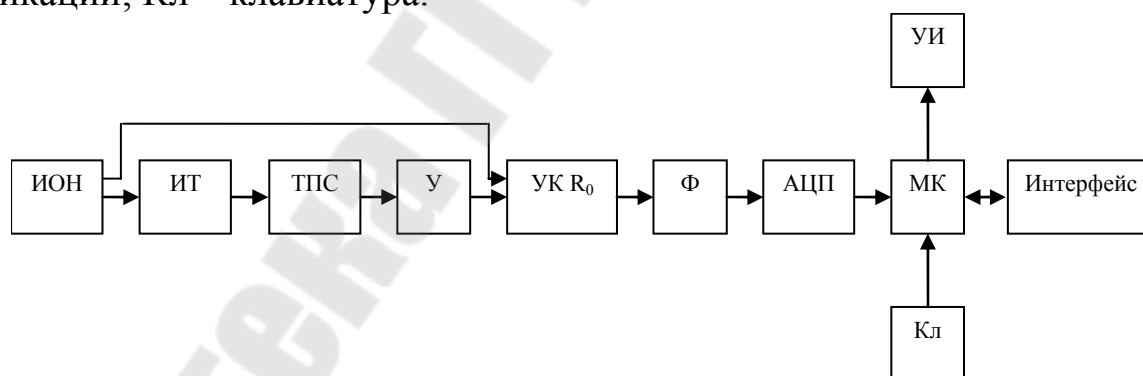 икации; Кл – клавиатура.
УИ
ИОН ИТ ТПС У УК R₀ Ф АЦП МК Интерфейс
Кл